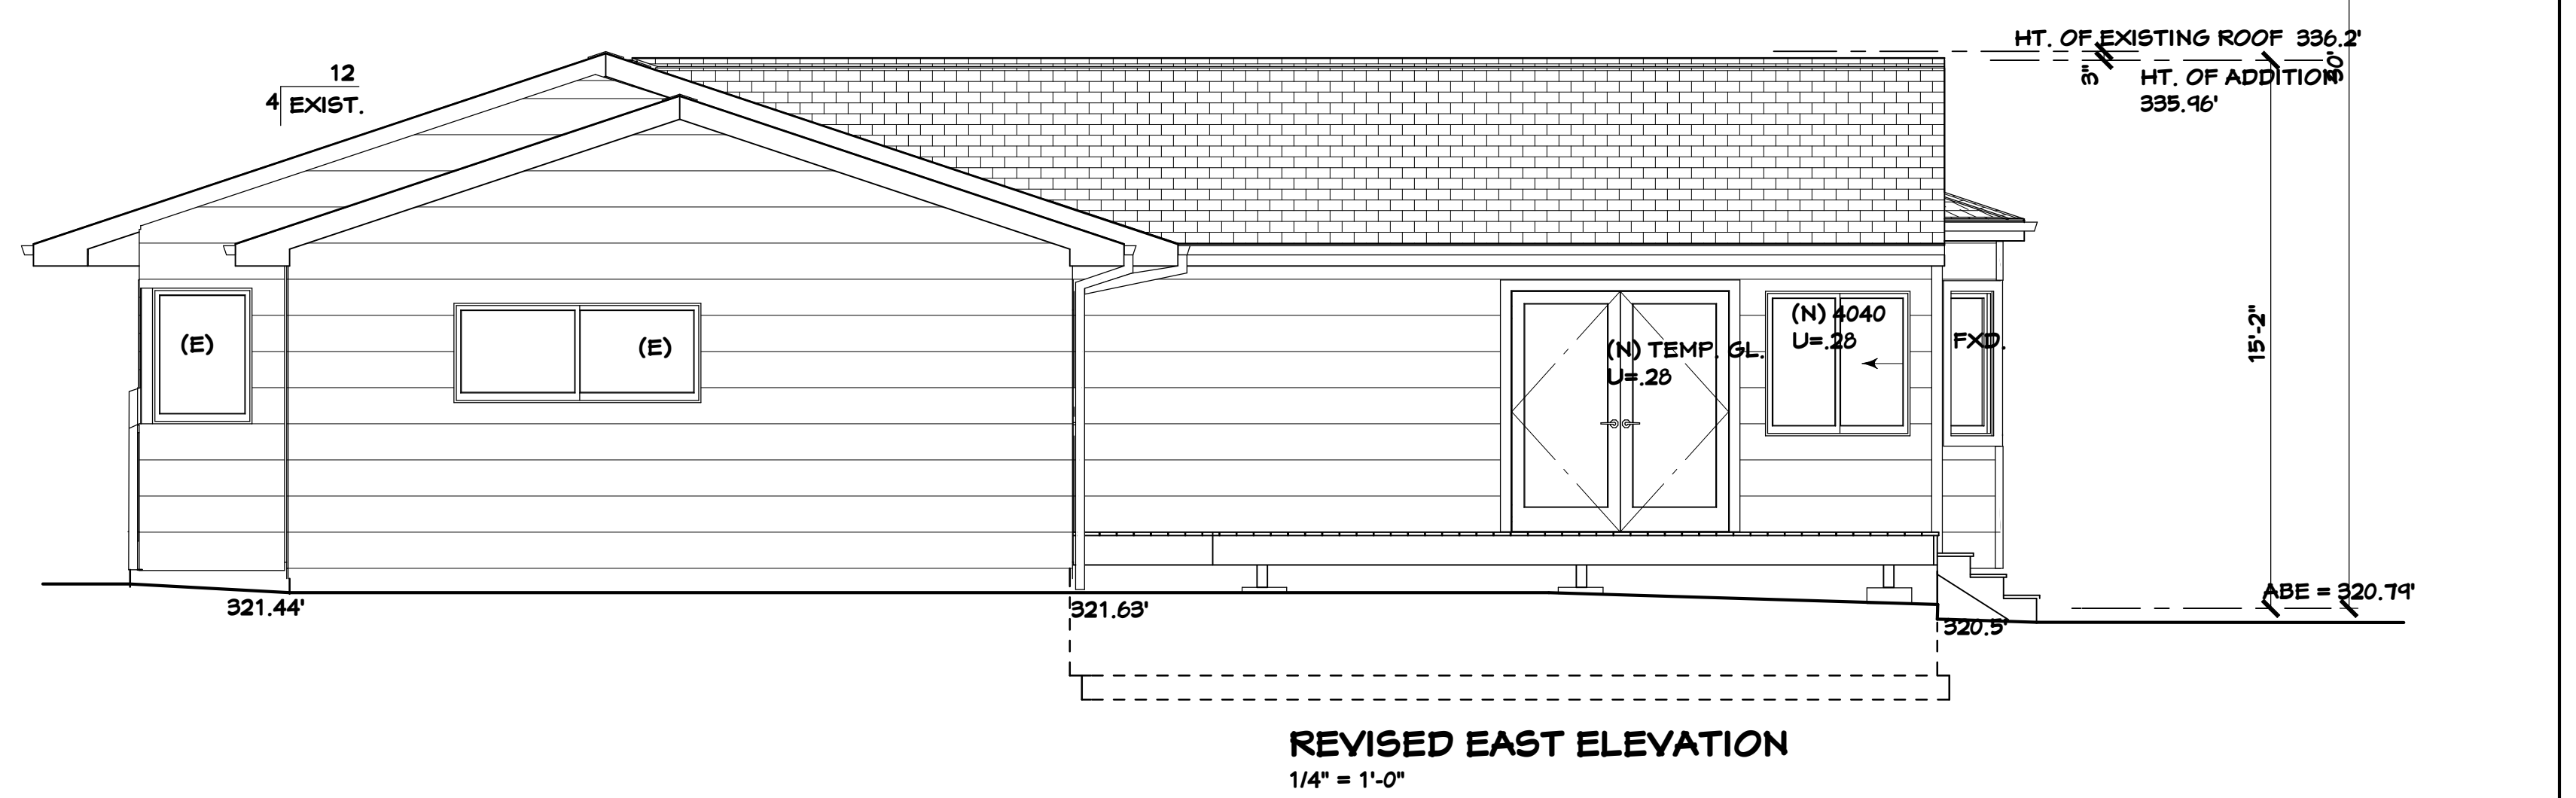 HT. OF EXISTING ROOF 336.2'
30'
3"
HT. OF ADDITION
335.96'
12
4 EXIST.
(E)
(E)
(N) TEMP. GL.
U=.28
(N) 4040
U=.28
FXD.
15'-2"
ABE = 320.79'
321.44'
321.63'
320.5'
REVISED EAST ELEVATION
1/4" = 1'-0"